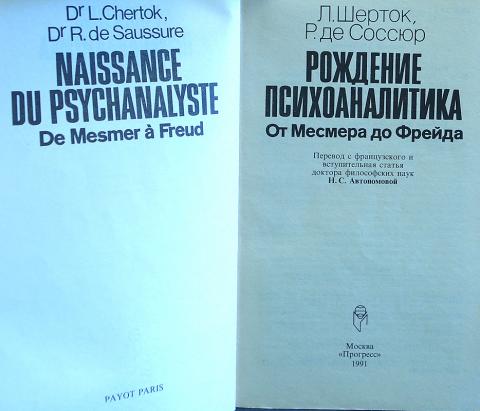 Dr L.Chertok,
Dr R. de Saussure
NAISSANCE
DU PSYCHANALYSTE
De Mesmer à Freud
PAYOT PARIS
Л.Шерток,
Р. де Соссюр
РОЖДЕНИЕ
ПСИХОАНАЛИТИКА
От Месмера до Фрейда
Перевод с французского и
вступительная статья
доктора философских наук
Н. С. Автономовой
Москва
«Прогресс»
1991